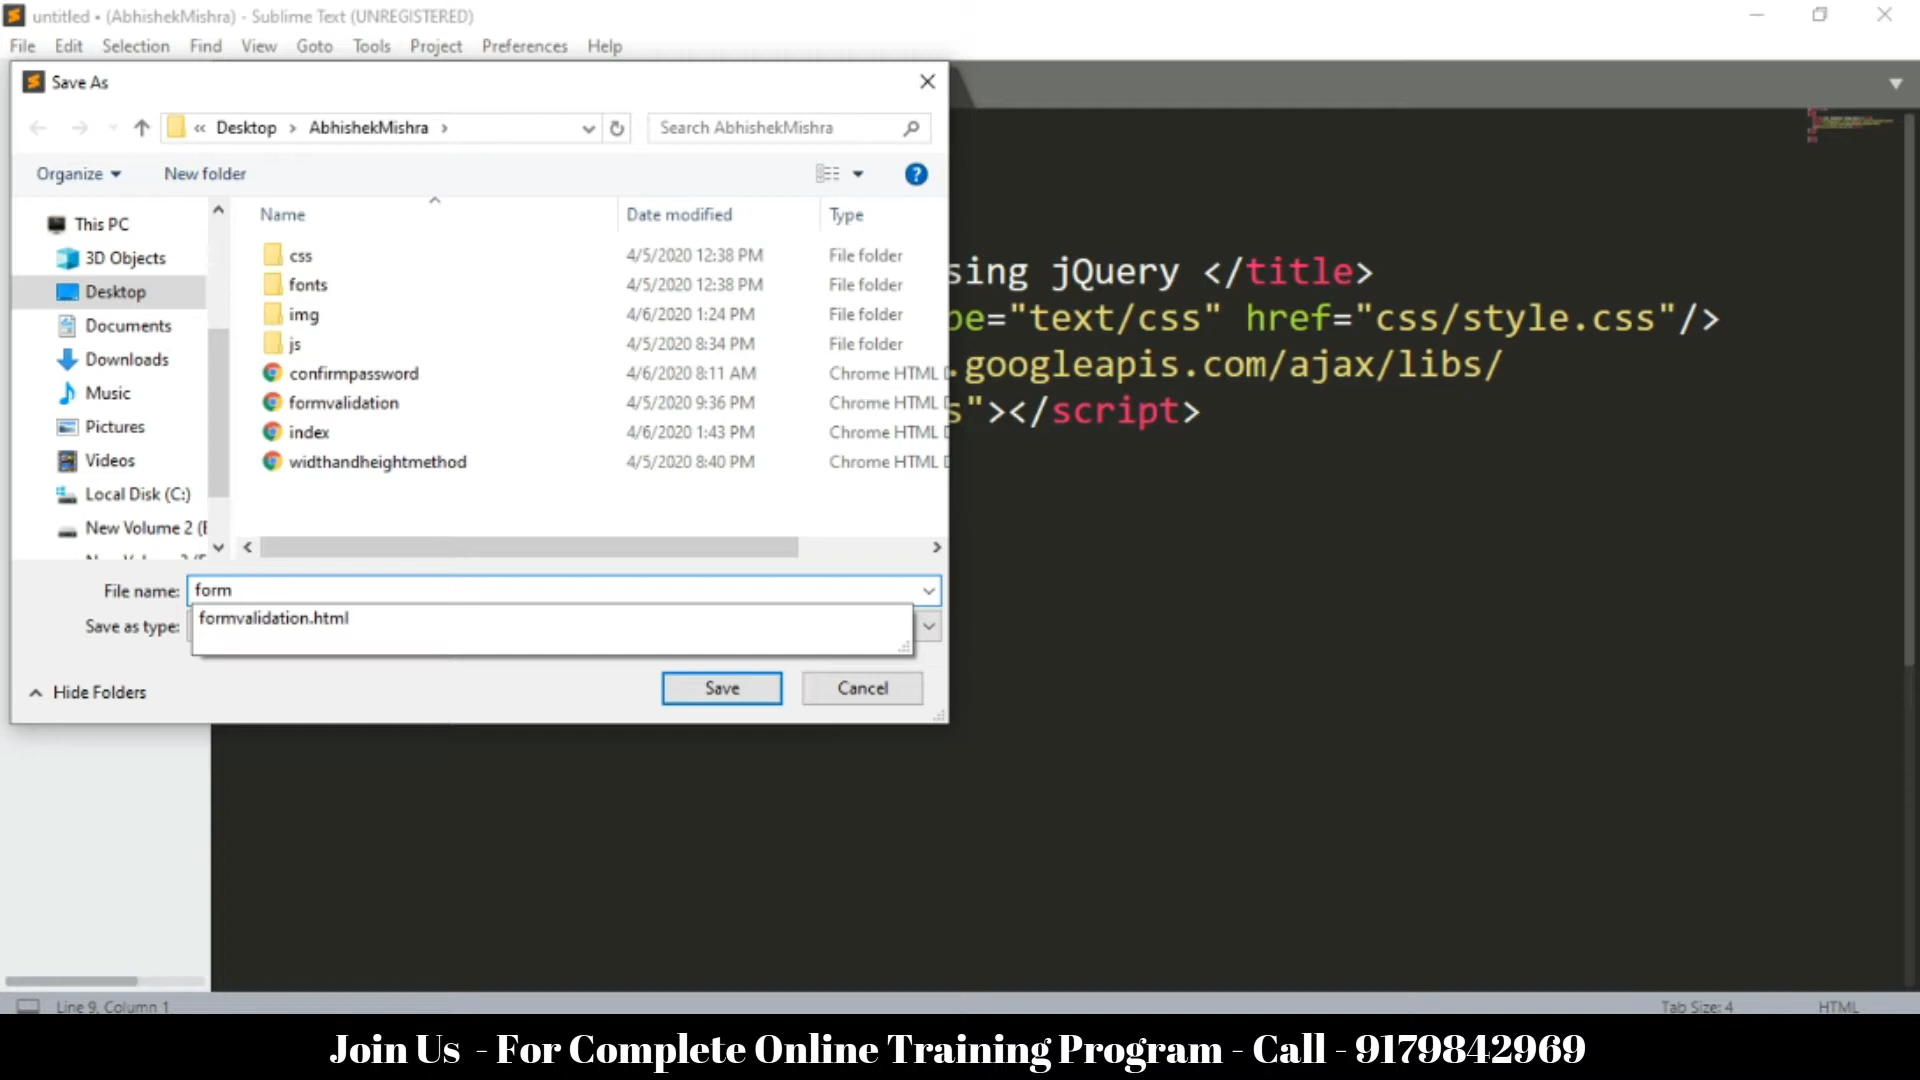 untitled • (AbhishekMishra) - Sublime Text (UNREGISTERED)
File Edit Selection Find View Goto Tools Project Preferences Help
Save As
« Desktop > AbhishekMishra >
Search AbhishekMishra
Organize New folder
Name Date modified Type
This PC
3D Objects
Desktop
Documents
Downloads
Music
Pictures
Videos
Local Disk (C:)
New Volume 2 (
css 4/5/2020 12:38 PM File folder
fonts 4/5/2020 12:38 PM File folder
img 4/6/2020 1:24 PM File folder
js 4/5/2020 8:34 PM File folder
confirmpassword 4/6/2020 8:11 AM Chrome HTML
formvalidation 4/5/2020 9:36 PM Chrome HTML
index 4/6/2020 1:43 PM Chrome HTML
widthandheightmethod 4/5/2020 8:40 PM Chrome HTML
File name: form
formvalidation.html
Save as type:
Hide Folders
Save Cancel
sing jQuery </title>
pe="text/css" href="css/style.css"/>
.googleapis.com/ajax/libs/
s"></script>
Line 9, Column 1
Tab Size: 4 HTML
Join Us - For Complete Online Training Program - Call - 9179842969